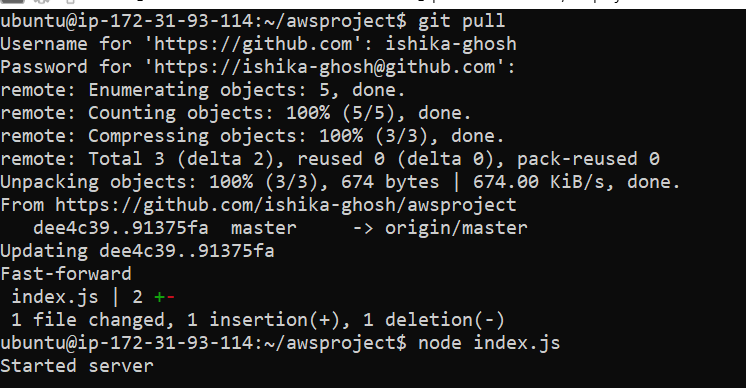 ubuntu@ip-172-31-93-114:~/awsproject$ git pull
Username for 'https://github.com': ishika-ghosh
Password for 'https://ishika-ghosh@github.com':
remote: Enumerating objects: 5, done.
remote: Counting objects: 100% (5/5), done.
remote: Compressing objects: 100% (3/3), done.
remote: Total 3 (delta 2), reused 0 (delta 0), pack-reused 0
Unpacking objects: 100% (3/3), 674 bytes | 674.00 KiB/s, done.
From https://github.com/ishika-ghosh/awsproject
   dee4c39..91375fa  master     -> origin/master
Updating dee4c39..91375fa
Fast-forward
 index.js | 2 +-
 1 file changed, 1 insertion(+), 1 deletion(-)
ubuntu@ip-172-31-93-114:~/awsproject$ node index.js
Started server